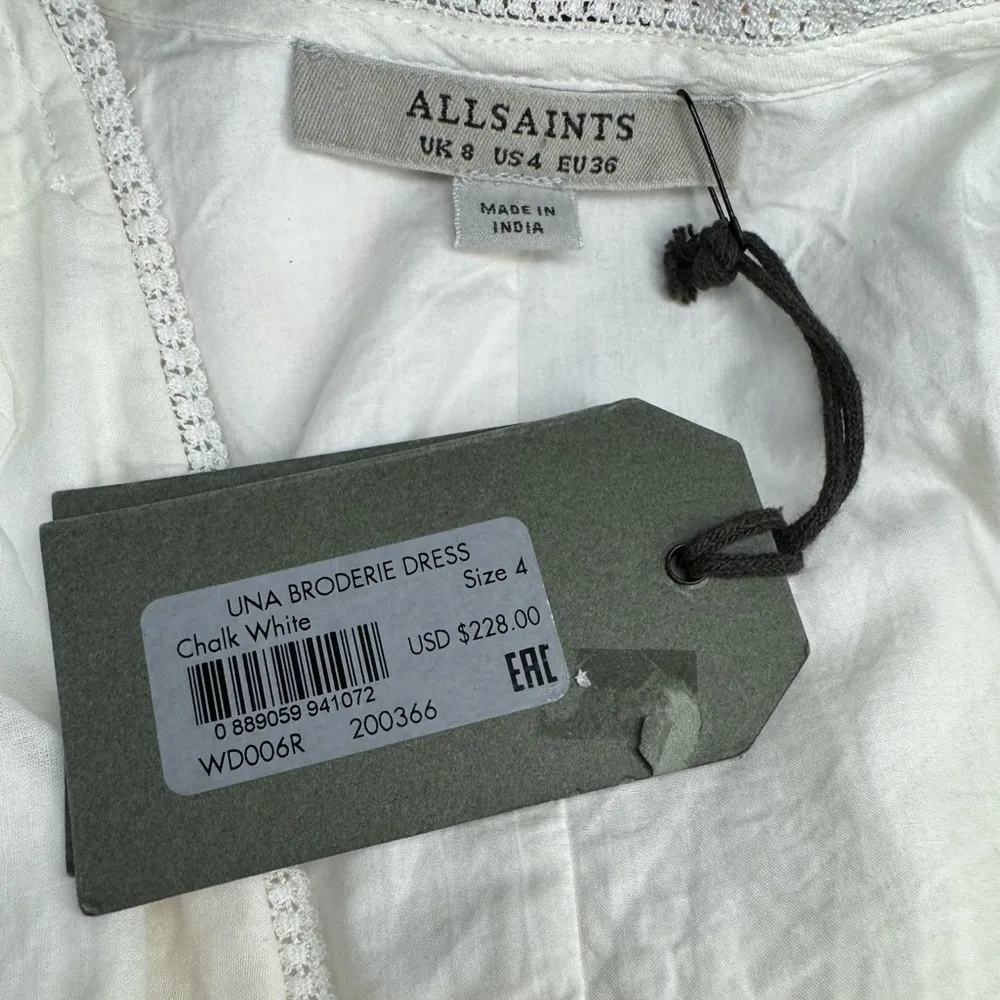 ALLSAINTS
UK 8 US 4 EU 36
MADE IN
INDIA
UNA BRODERIE DRESS
Size 4
Chalk White
USD $228.00
0 889059 941072
EAC
WD006R 200366